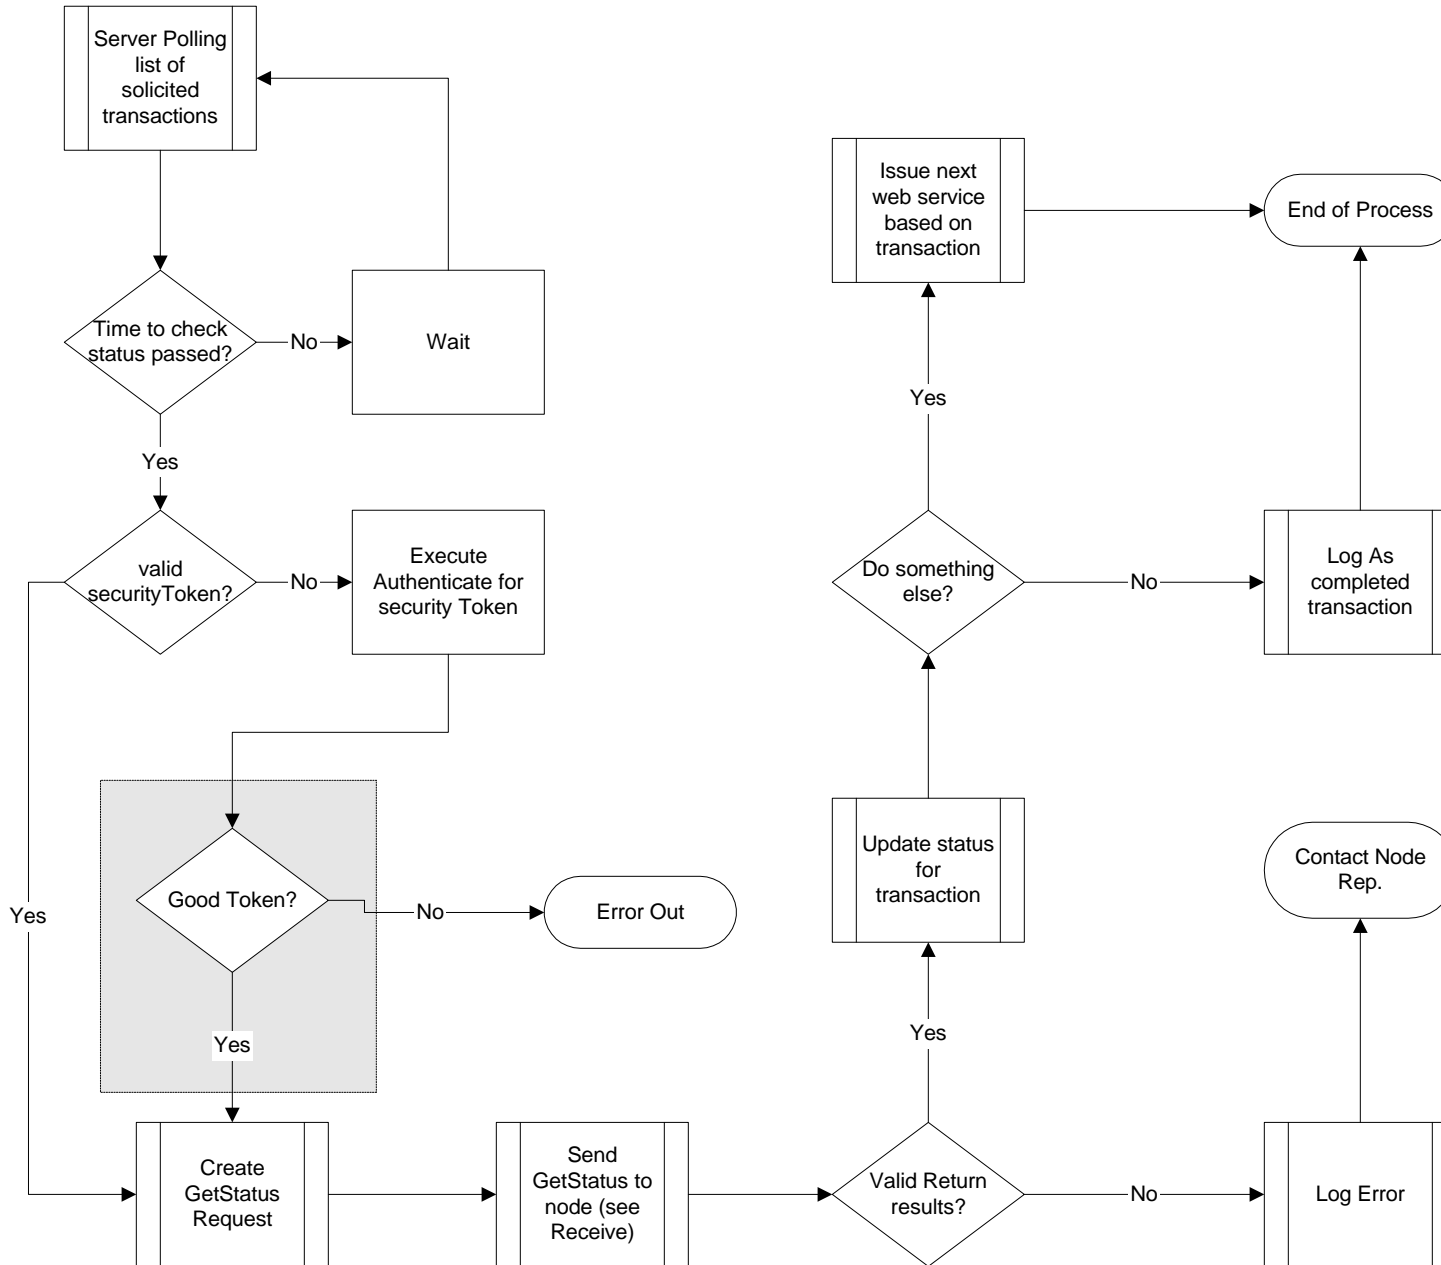 Server Polling
list of
solicited
transactions
Issue next
web service
based on
transaction
End of Process
Time to check
status passed?
No
Wait
Yes
Yes
valid
securityToken?
No
Execute
Authenticate for
security Token
Do something
else?
No
Log As
completed
transaction
Update status
for
transaction
Contact Node
Rep.
Yes
Good Token?
No
Error Out
Yes
Yes
Create
GetStatus
Request
Send
GetStatus to
node (see
Receive)
Valid Return
results?
No
Log Error